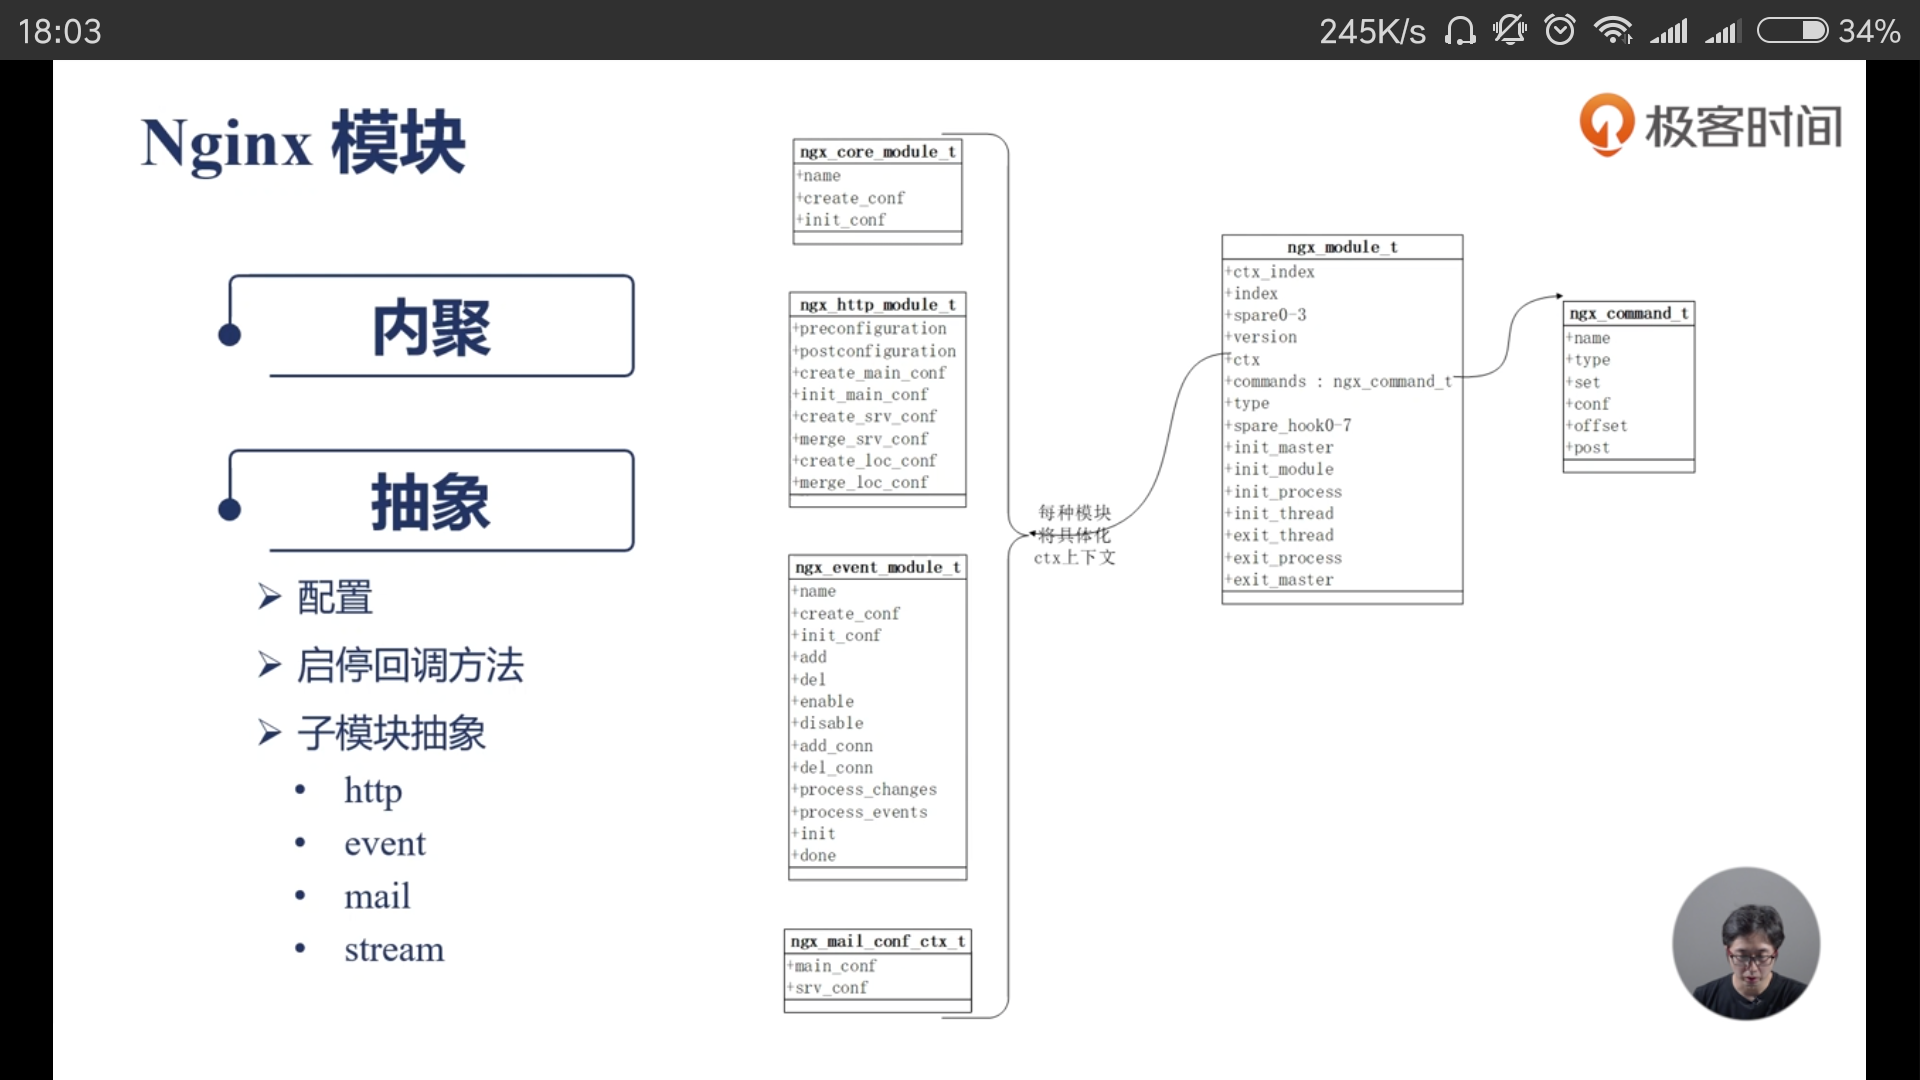 18:03
245K/s
34%
Nginx 模块
极客时间
内聚
抽象
配置
启停回调方法
子模块抽象
• http
• event
• mail
• stream
ngx_core_module_t
+name
+create_conf
+init_conf
ngx_http_module_t
+preconfiguration
+postconfiguration
+create_main_conf
+init_main_conf
+create_srv_conf
+merge_srv_conf
+create_loc_conf
+merge_loc_conf
ngx_event_module_t
+name
+create_conf
+init_conf
+add
+del
+enable
+disable
+add_conn
+del_conn
+process_changes
+process_events
+init
+done
ngx_mail_conf_ctx_t
+main_conf
+srv_conf
每种模块
将具体化
ctx上下文
ngx_module_t
+ctx_index
+index
+spare0-3
+version
+ctx
+commands : ngx_command_t
+type
+spare_hook0-7
+init_master
+init_module
+init_process
+init_thread
+exit_thread
+exit_process
+exit_master
ngx_command_t
+name
+type
+set
+conf
+offset
+post